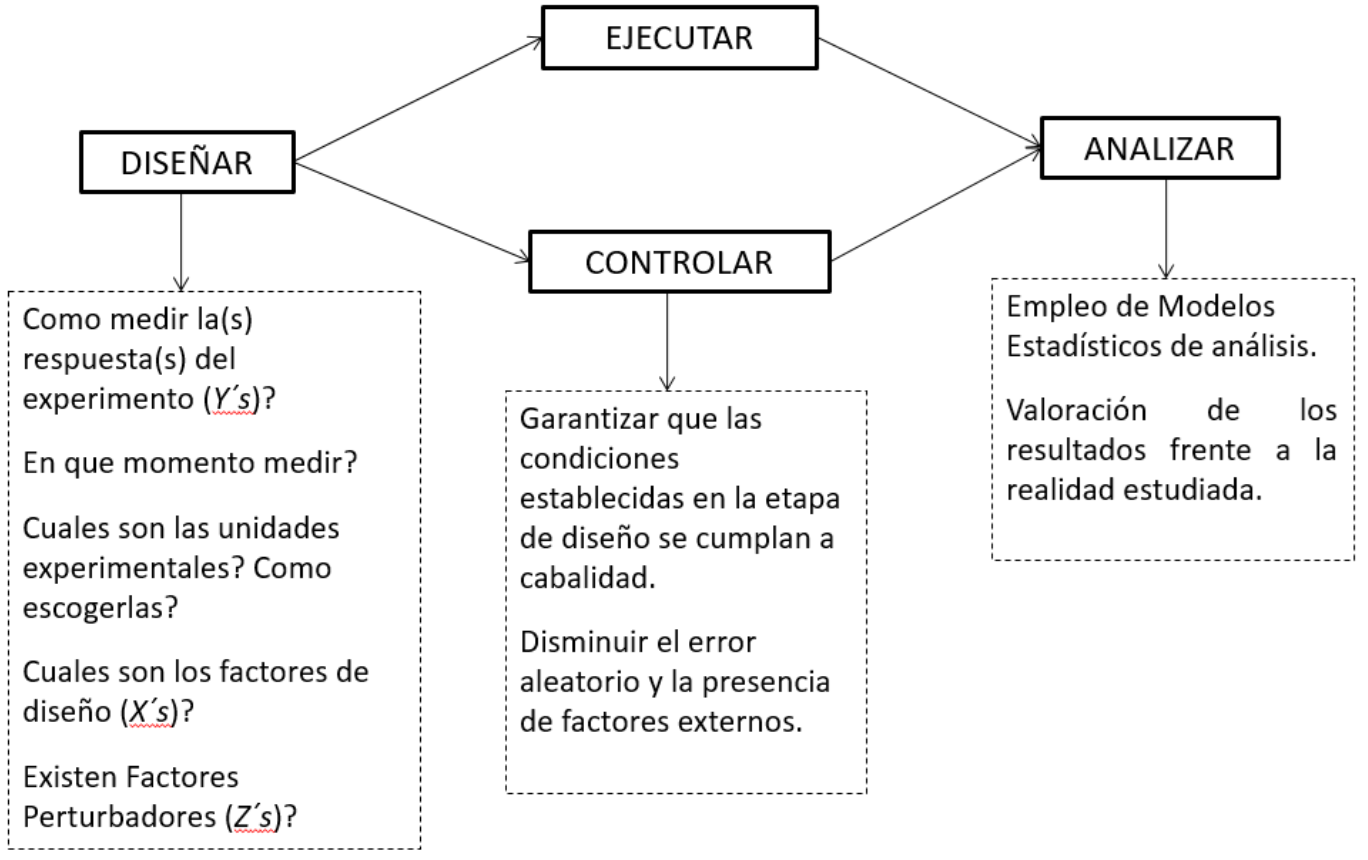 EJECUTAR
DISEÑAR
ANALIZAR
CONTROLAR
Como medir la(s)
respuesta(s) del
experimento (Y´s)?
En que momento medir?
Cuales son las unidades
experimentales? Como
escogerlas?
Cuales son los factores de
diseño (X´s)?
Existen Factores
Perturbadores (Z´s)?
Garantizar que las
condiciones
establecidas en la etapa
de diseño se cumplan a
cabalidad.
Disminuir el error
aleatorio y la presencia
de factores externos.
Empleo de Modelos
Estadísticos de análisis.
Valoración de los
resultados frente a la
realidad estudiada.